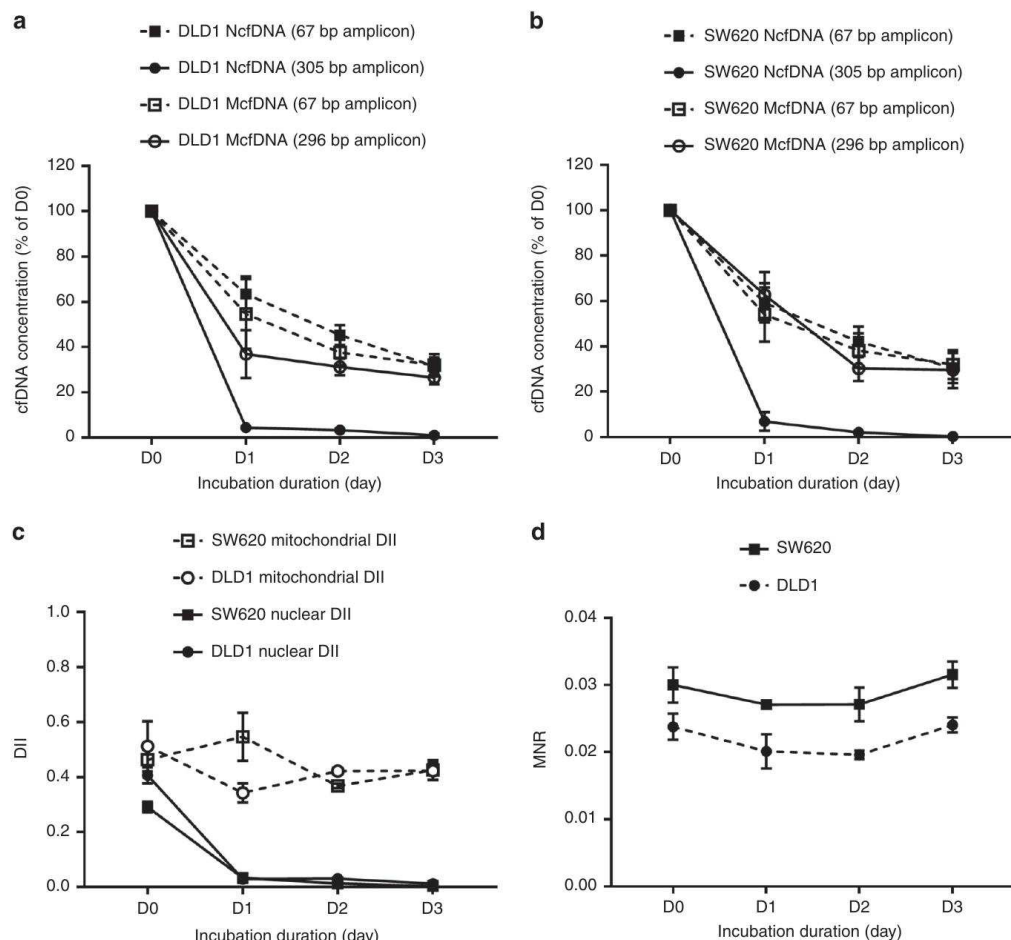 a
DLD1 NcfDNA (67 bp amplicon)
DLD1 NcfDNA (305 bp amplicon)
DLD1 McfDNA (67 bp amplicon)
DLD1 McfDNA (296 bp amplicon)
cfDNA concentration (% of D0)
120
100
80
60
40
20
0
D0 D1 D2 D3
Incubation duration (day)
b
SW620 NcfDNA (67 bp amplicon)
SW620 NcfDNA (305 bp amplicon)
SW620 McfDNA (67 bp amplicon)
SW620 McfDNA (296 bp amplicon)
cfDNA concentration (% of D0)
120
100
80
60
40
20
0
D0 D1 D2 D3
Incubation duration (day)
c
SW620 mitochondrial DII
DLD1 mitochondrial DII
SW620 nuclear DII
DLD1 nuclear DII
DII
1.0
0.8
0.6
0.4
0.2
0.0
D0 D1 D2 D3
Incubation duration (day)
d
SW620
DLD1
MNR
0.04
0.03
0.02
0.01
0.00
D0 D1 D2 D3
Incubation duration (day)